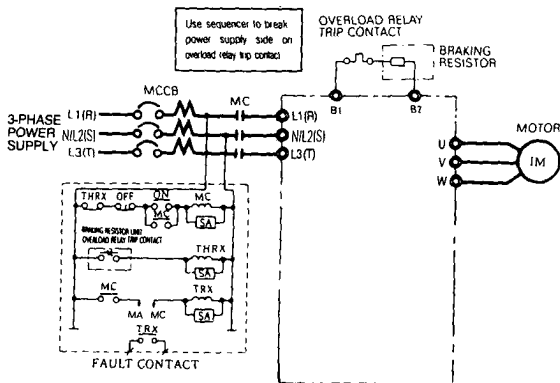 Use sequencer to break
power supply side on
overload relay trip contact
OVERLOAD RELAY
TRIP CONTACT
BRAKING
RESISTOR
MCCB
MC
B1
B2
3-PHASE
POWER
SUPPLY
L1(R)
L1(R)
N/L2(S)
N/L2(S)
L3(T)
L3(T)
MOTOR
U
V
W
IM
THRX
OFF
ON
MC
MC
SA
BRAKING RESISTOR UNIT
OVERLOAD RELAY TRIP CONTACT
THRX
SA
MC
TRX
MA
MC
SA
TRX
FAULT CONTACT